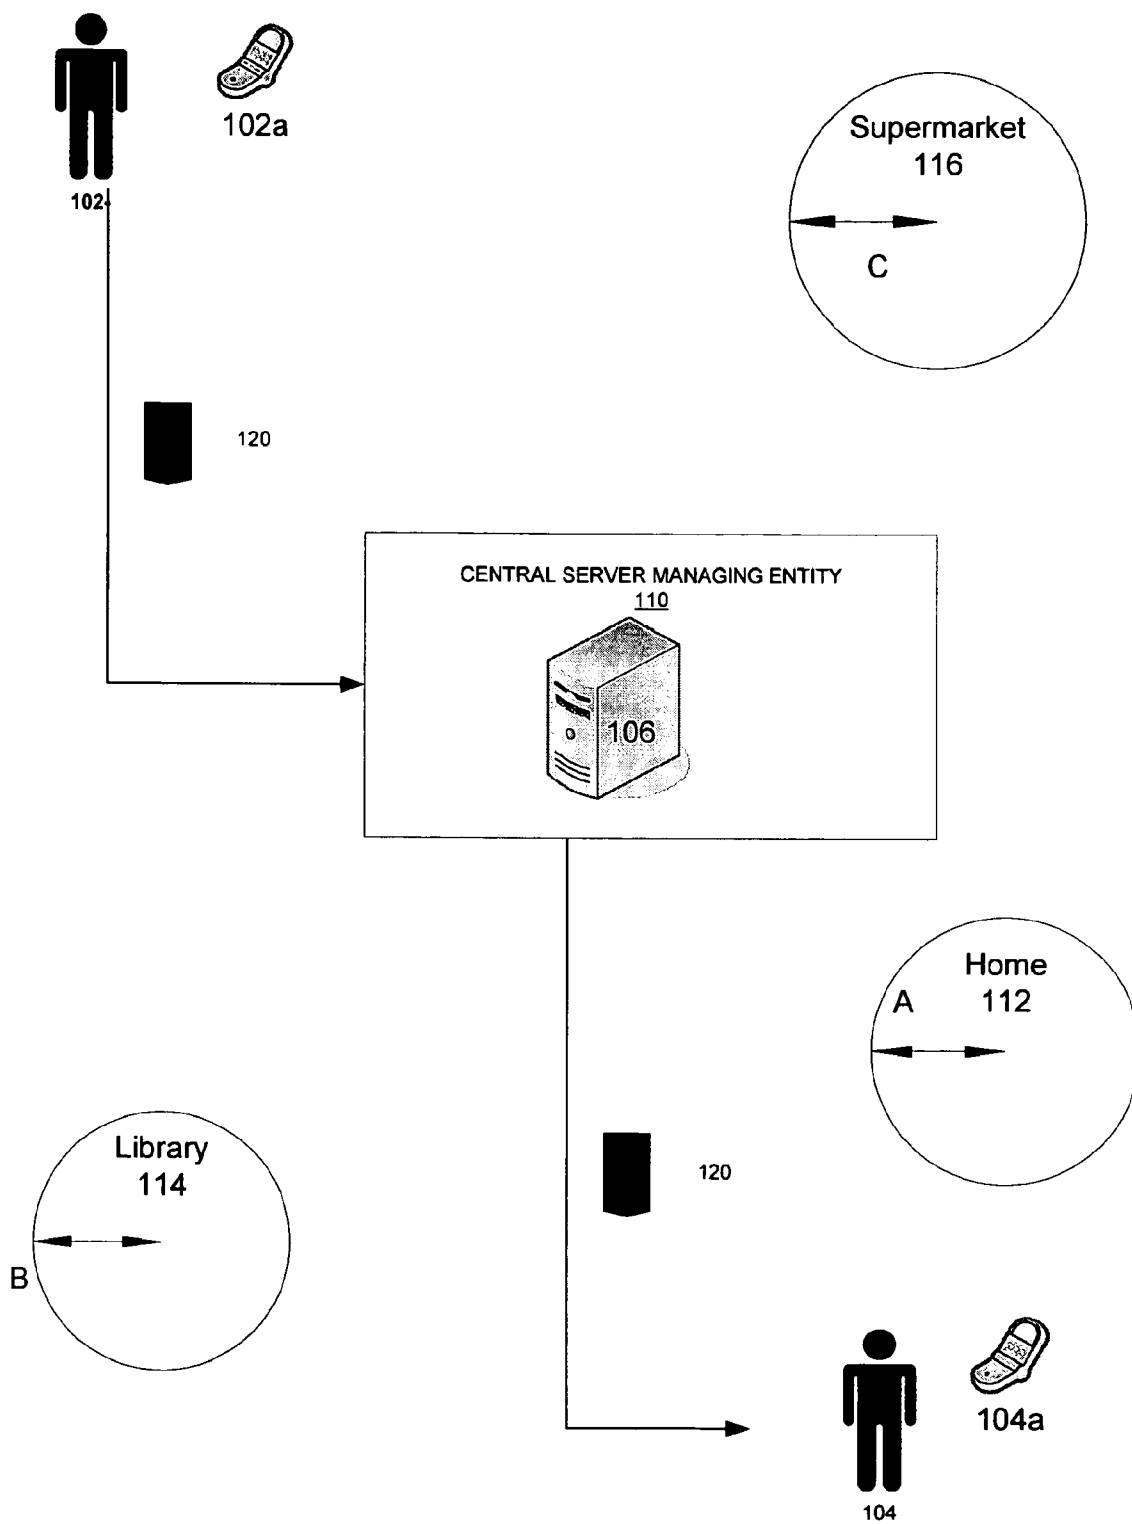 102a
102
Supermarket
116
C
120
CENTRAL SERVER MANAGING ENTITY
110
106
Home
112
A
Library
114
B
120
104a
104